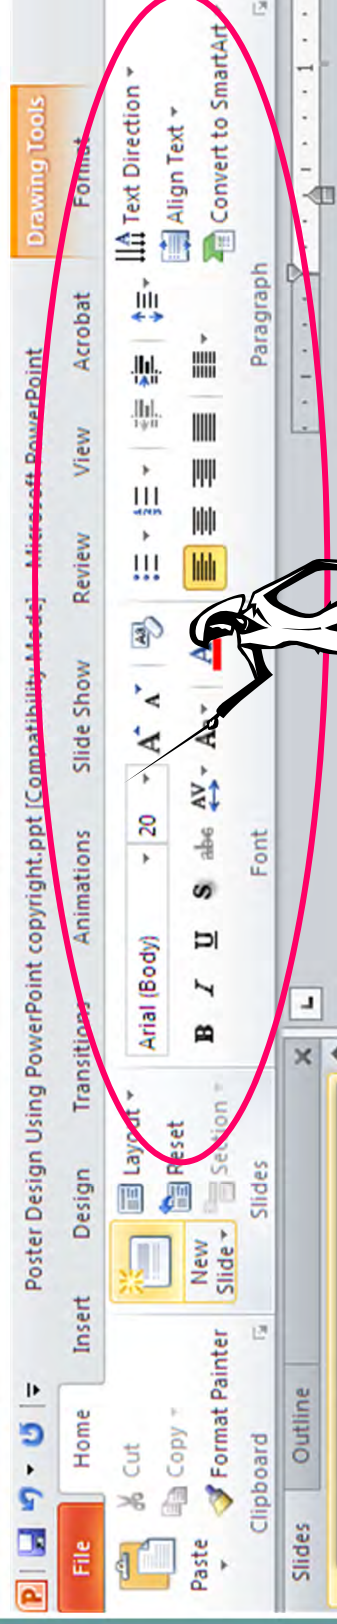 Poster Design Using PowerPoint copyright.ppt [Compatibility Mode] - Microsoft PowerPoint
Drawing Tools
File Home Insert Design Transitions Animations Slide Show Review View Acrobat Format
Paste
Cut
Copy
Format Painter
Clipboard
New Slide
Layout
Reset
Section
Slides
Arial (Body) 20
B I U S abc AV Aa A
Font
Text Direction
Align Text
Convert to SmartArt
Paragraph
Slides Outline
1